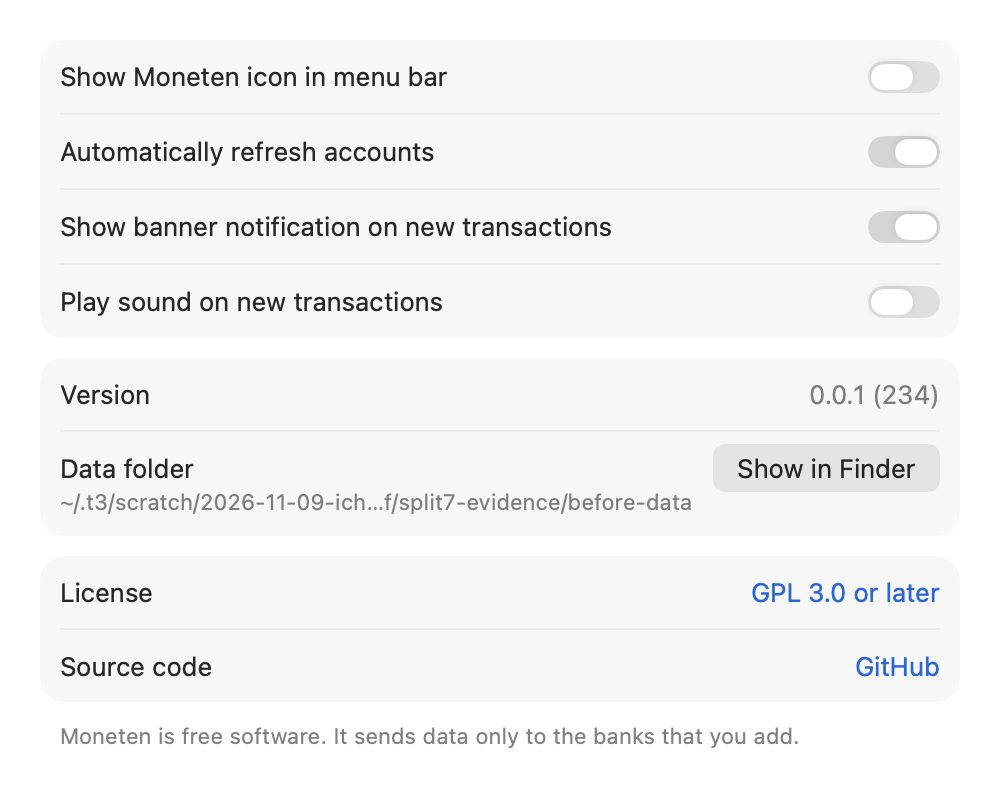 Show Moneten icon in menu bar
Automatically refresh accounts
Show banner notification on new transactions
Play sound on new transactions
Version 0.0.1 (234)
Data folder Show in Finder
~/.t3/scratch/2026-11-09-ich...f/split7-evidence/before-data
License GPL 3.0 or later
Source code GitHub
Moneten is free software. It sends data only to the banks that you add.